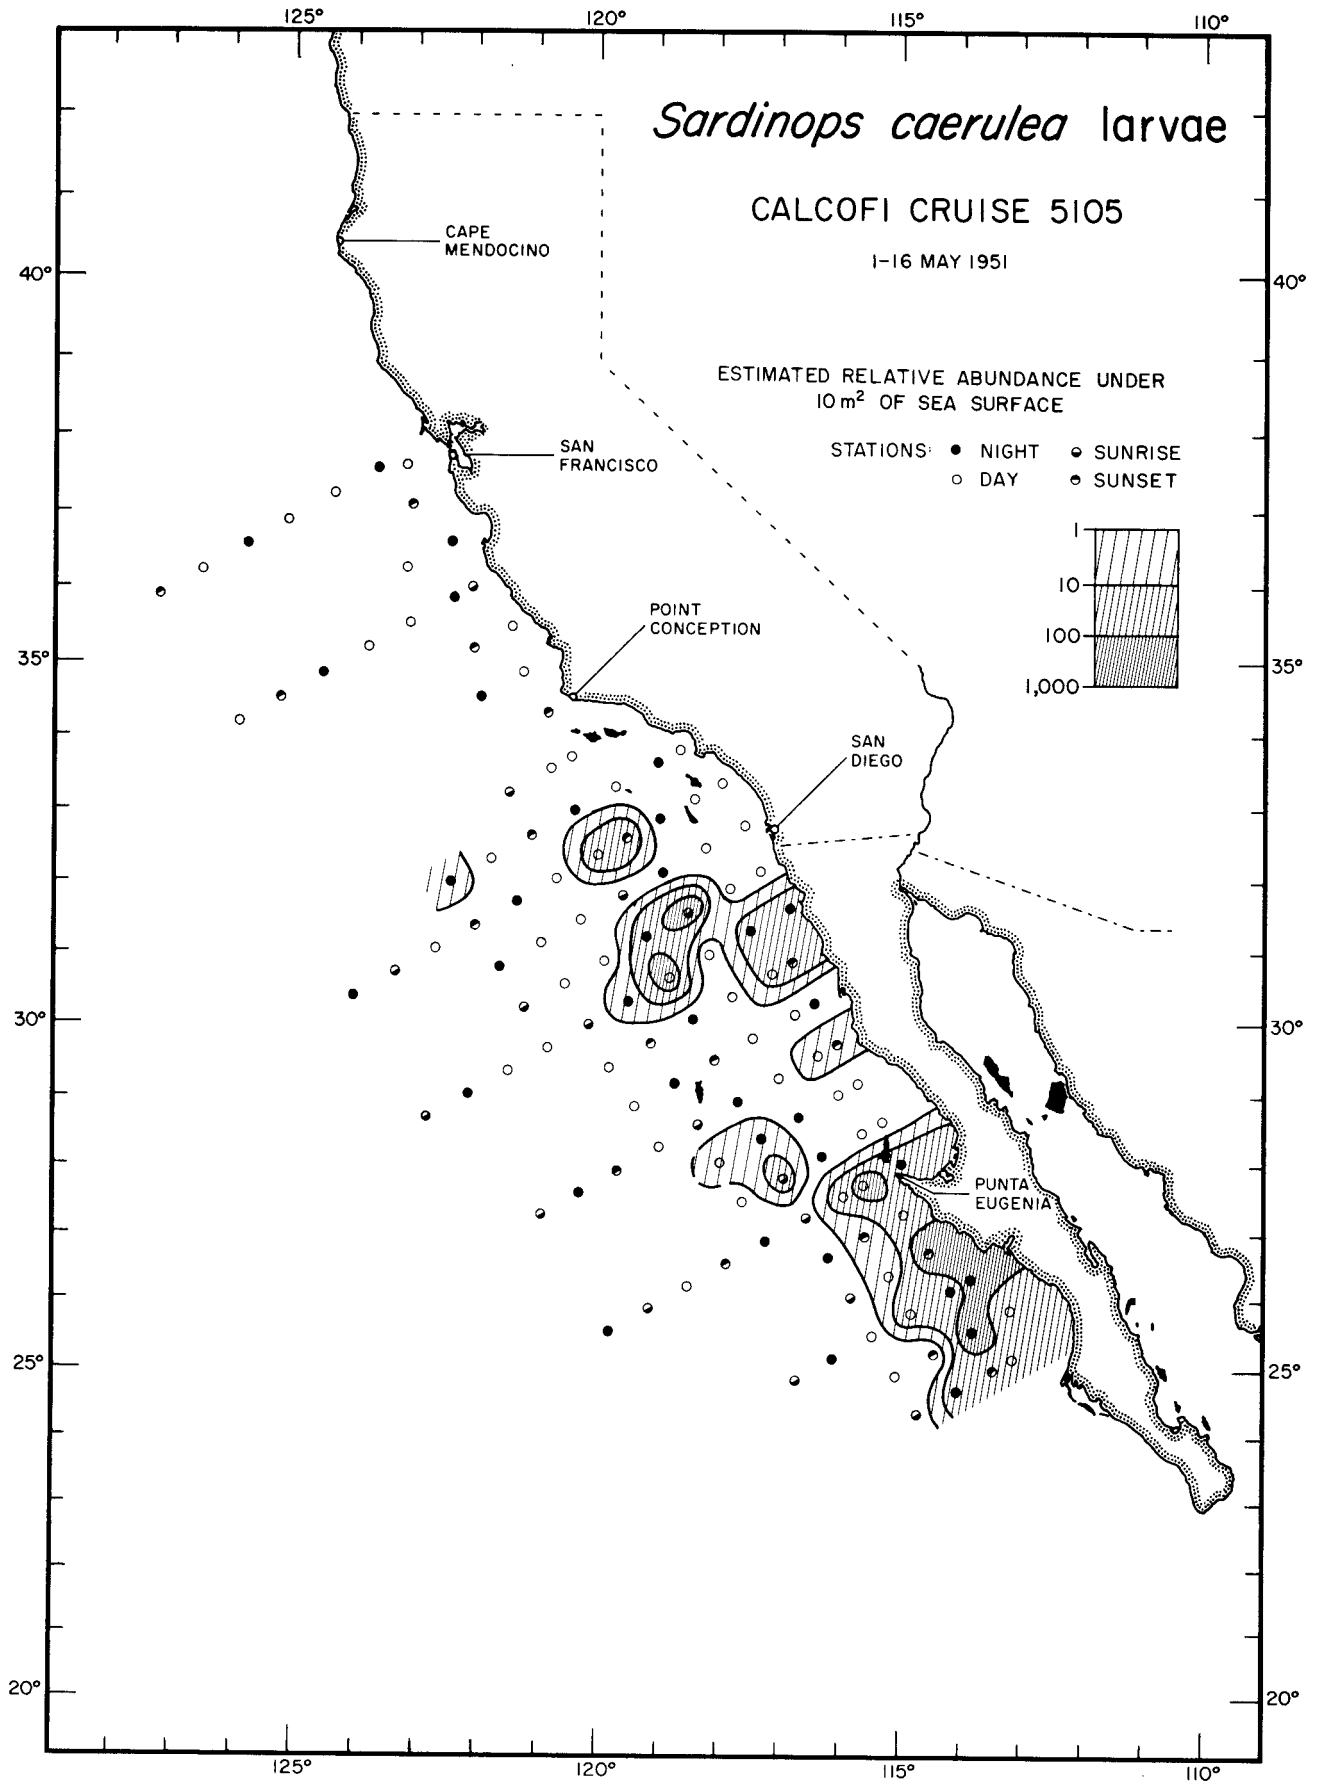 125° 120° 115° 110°
Sardinops caerulea larvae
CALCOFI CRUISE 5105
1-16 MAY 1951
CAPE
MENDOCINO
40° 40°
ESTIMATED RELATIVE ABUNDANCE UNDER
10 m² OF SEA SURFACE
STATIONS: NIGHT SUNRISE
DAY SUNSET
SAN
FRANCISCO
1
10
100
1,000
POINT
CONCEPTION
35° 35°
SAN
DIEGO
30° 30°
PUNTA
EUGENIA
25° 25°
20° 20°
125° 120° 115° 110°